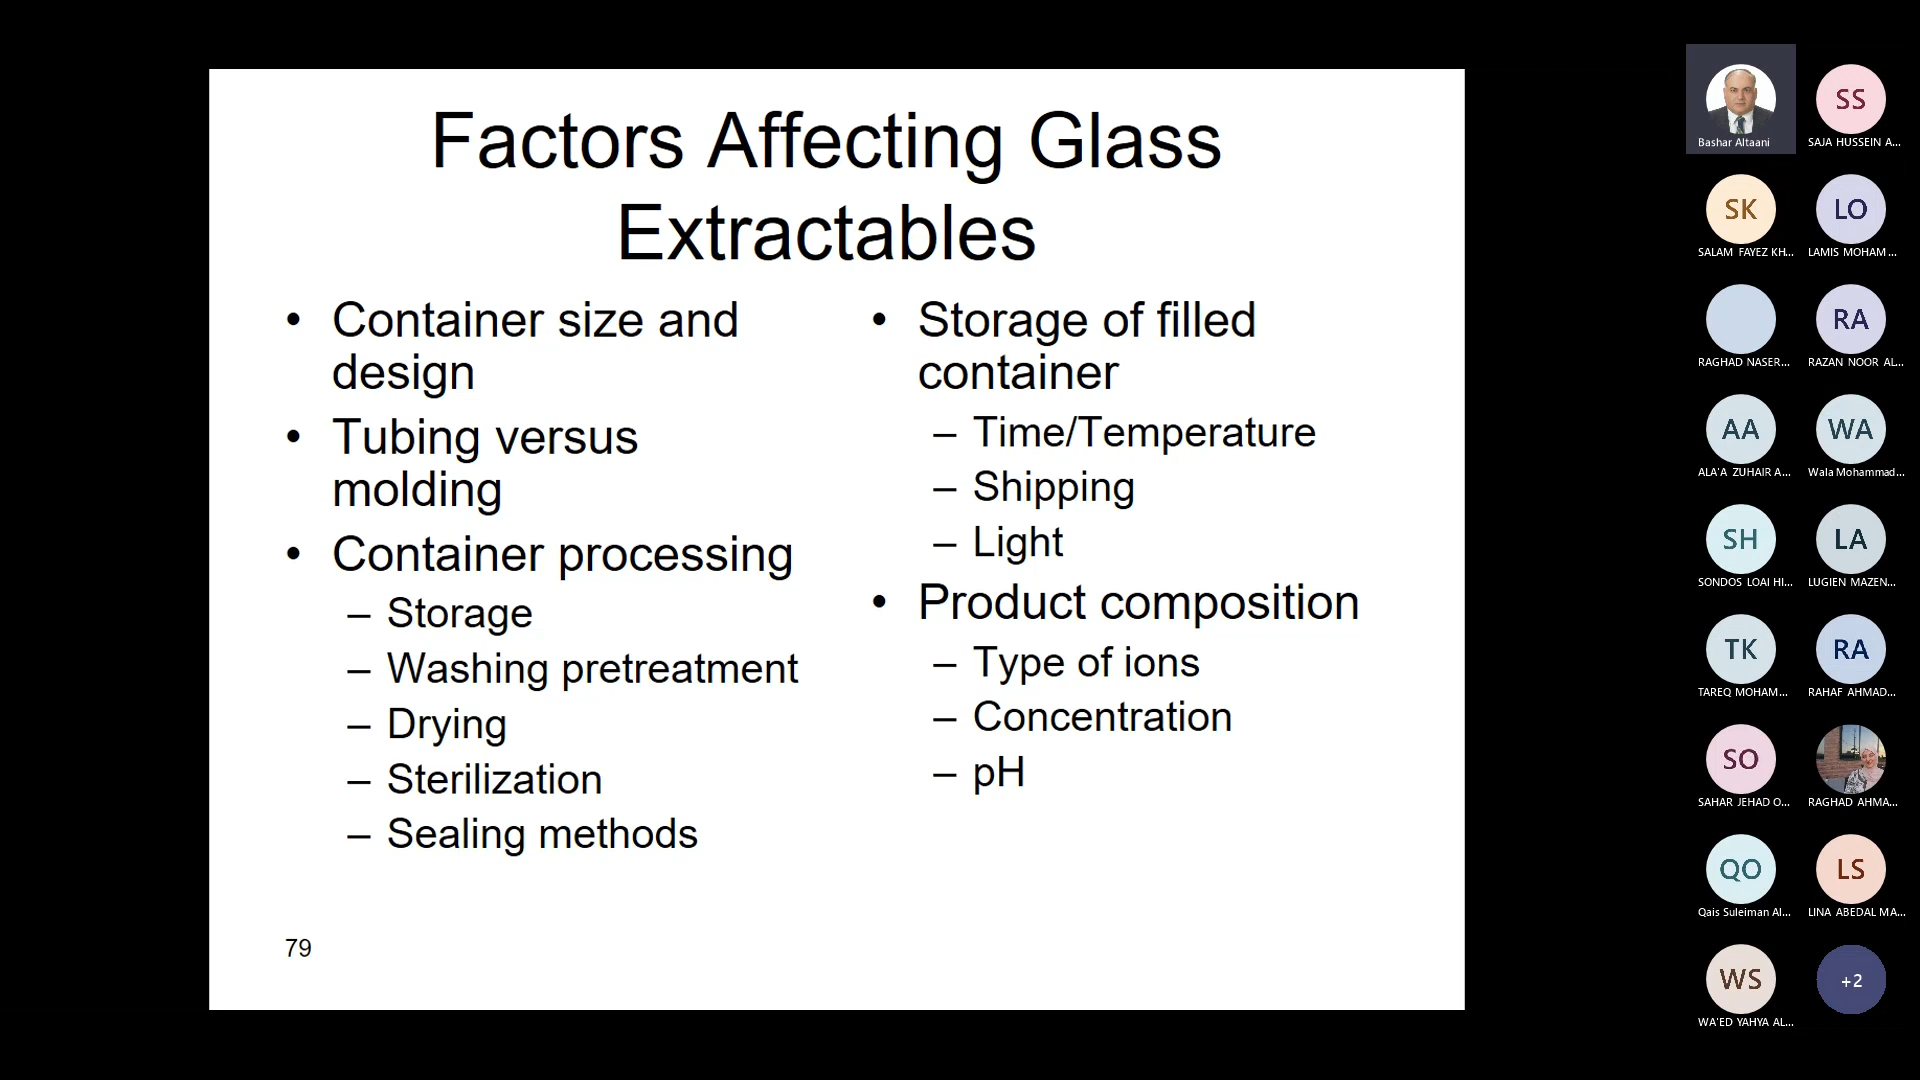 Factors Affecting Glass
Extractables
• Container size and
design
• Tubing versus
molding
• Container processing
– Storage
– Washing pretreatment
– Drying
– Sterilization
– Sealing methods
• Storage of filled
container
– Time/Temperature
– Shipping
– Light
• Product composition
– Type of ions
– Concentration
– pH
79
Bashar Altaani
SS
SAJA HUSSEIN A...
SK
SALAM FAYEZ KH...
LO
LAMIS MOHAM...
RAGHAD NASER...
RA
RAZAN NOOR AL...
AA
ALA'A ZUHAIR A...
WA
Wala Mohammad...
SH
SONDOS LOAI HI...
LA
LUGIEN MAZEN...
TK
TAREQ MOHAM...
RA
RAHAF AHMAD...
SO
SAHAR JEHAD O...
RAGHAD AHMA...
QO
Qais Suleiman Al...
LS
LINA ABEDAL MA...
WS
WA'ED YAHYA AL...
+2